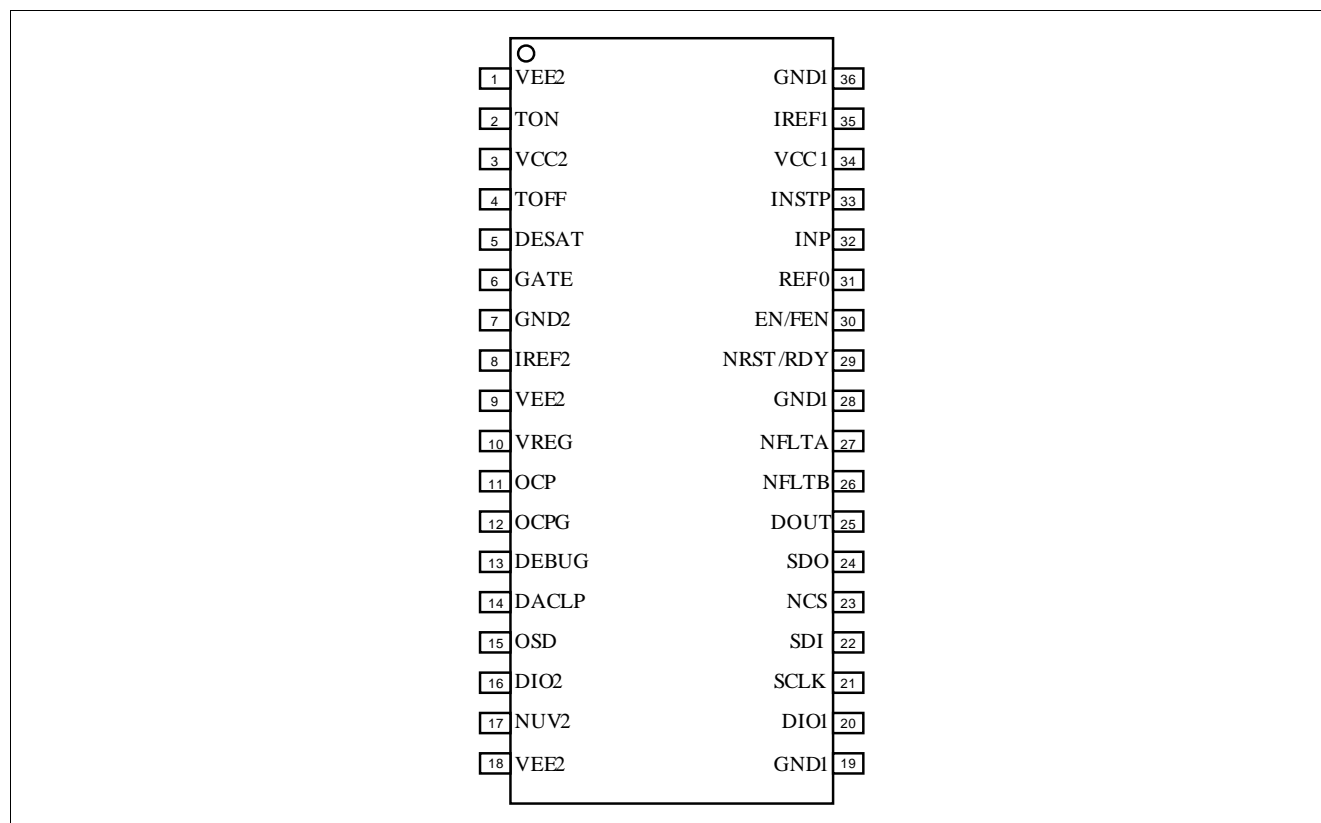 1 VEE2 GND1 36
2 TON IREF1 35
3 VCC2 VCC1 34
4 TOFF INSTP 33
5 DESAT INP 32
6 GATE REF0 31
7 GND2 EN/FEN 30
8 IREF2 NRST/RDY 29
9 VEE2 GND1 28
10 VREG NFLTA 27
11 OCP NFLTB 26
12 OCPG DOUT 25
13 DEBUG SDO 24
14 DACLP NCS 23
15 OSD SDI 22
16 DIO2 SCLK 21
17 NUV2 DIO1 20
18 VEE2 GND1 19